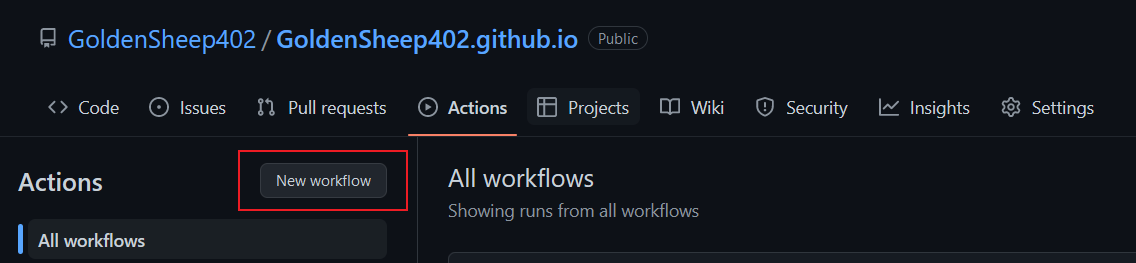 GoldenSheep402 / GoldenSheep402.github.io Public
Code Issues Pull requests Actions Projects Wiki Security Insights Settings
Actions
New workflow
All workflows
All workflows
Showing runs from all workflows